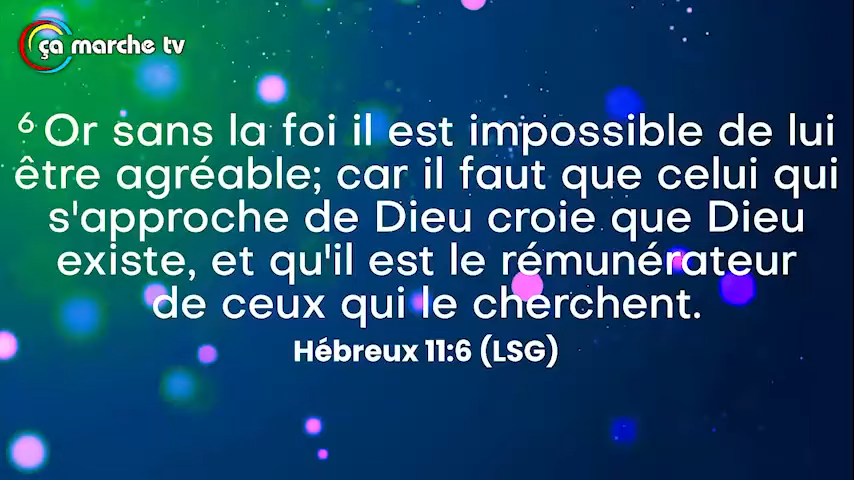 ça marche tv
6 Or sans la foi il est impossible de lui
être agréable; car il faut que celui qui
s'approche de Dieu croie que Dieu
existe, et qu'il est le rémunérateur
de ceux qui le cherchent.
Hébreux 11:6 (LSG)